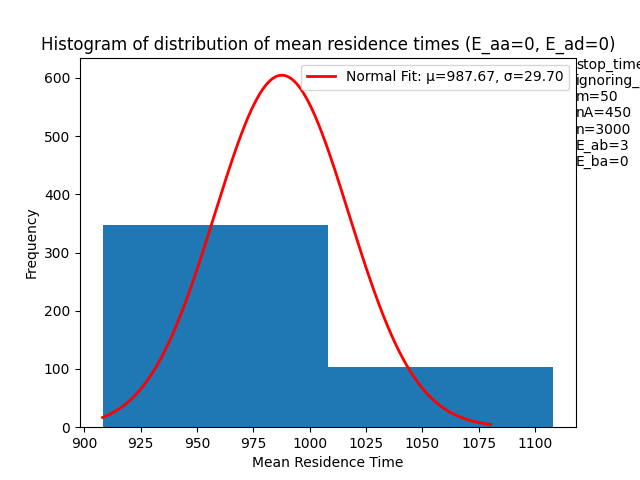 Histogram of distribution of mean residence times (E_aa=0, E_ad=0)
Normal Fit: μ=987.67, σ=29.70
stop_time
ignoring_
m=50
nA=450
n=3000
E_ab=3
E_ba=0
Frequency
600
500
400
300
200
100
0
900
925
950
975
1000
1025
1050
1075
1100
Mean Residence Time